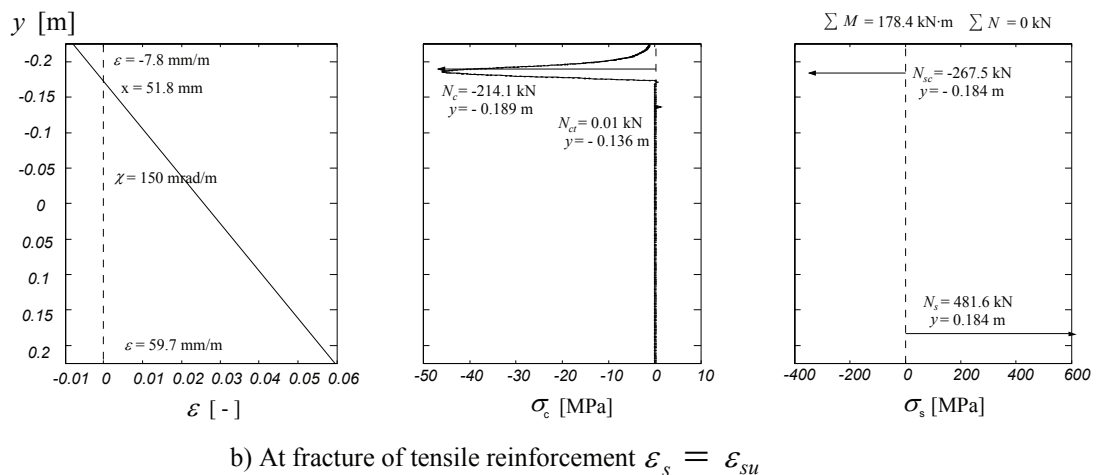 y [m]
∑ M = 178.4 kN·m ∑ N = 0 kN
-0.2
-0.15
-0.1
-0.05
0
0.05
0.1
0.15
0.2
ε = -7.8 mm/m
x = 51.8 mm
χ = 150 mrad/m
ε = 59.7 mm/m
-0.01 0 0.01 0.02 0.03 0.04 0.05 0.06
ε [ - ]
N_c = -214.1 kN
y = - 0.189 m
N_ct = 0.01 kN
y = - 0.136 m
-50 -40 -30 -20 -10 0 10
σ_c [MPa]
N_sc = -267.5 kN
y = - 0.184 m
N_s = 481.6 kN
y = 0.184 m
-400 -200 0 200 400 600
σ_s [MPa]
b) At fracture of tensile reinforcement ε_s = ε_su